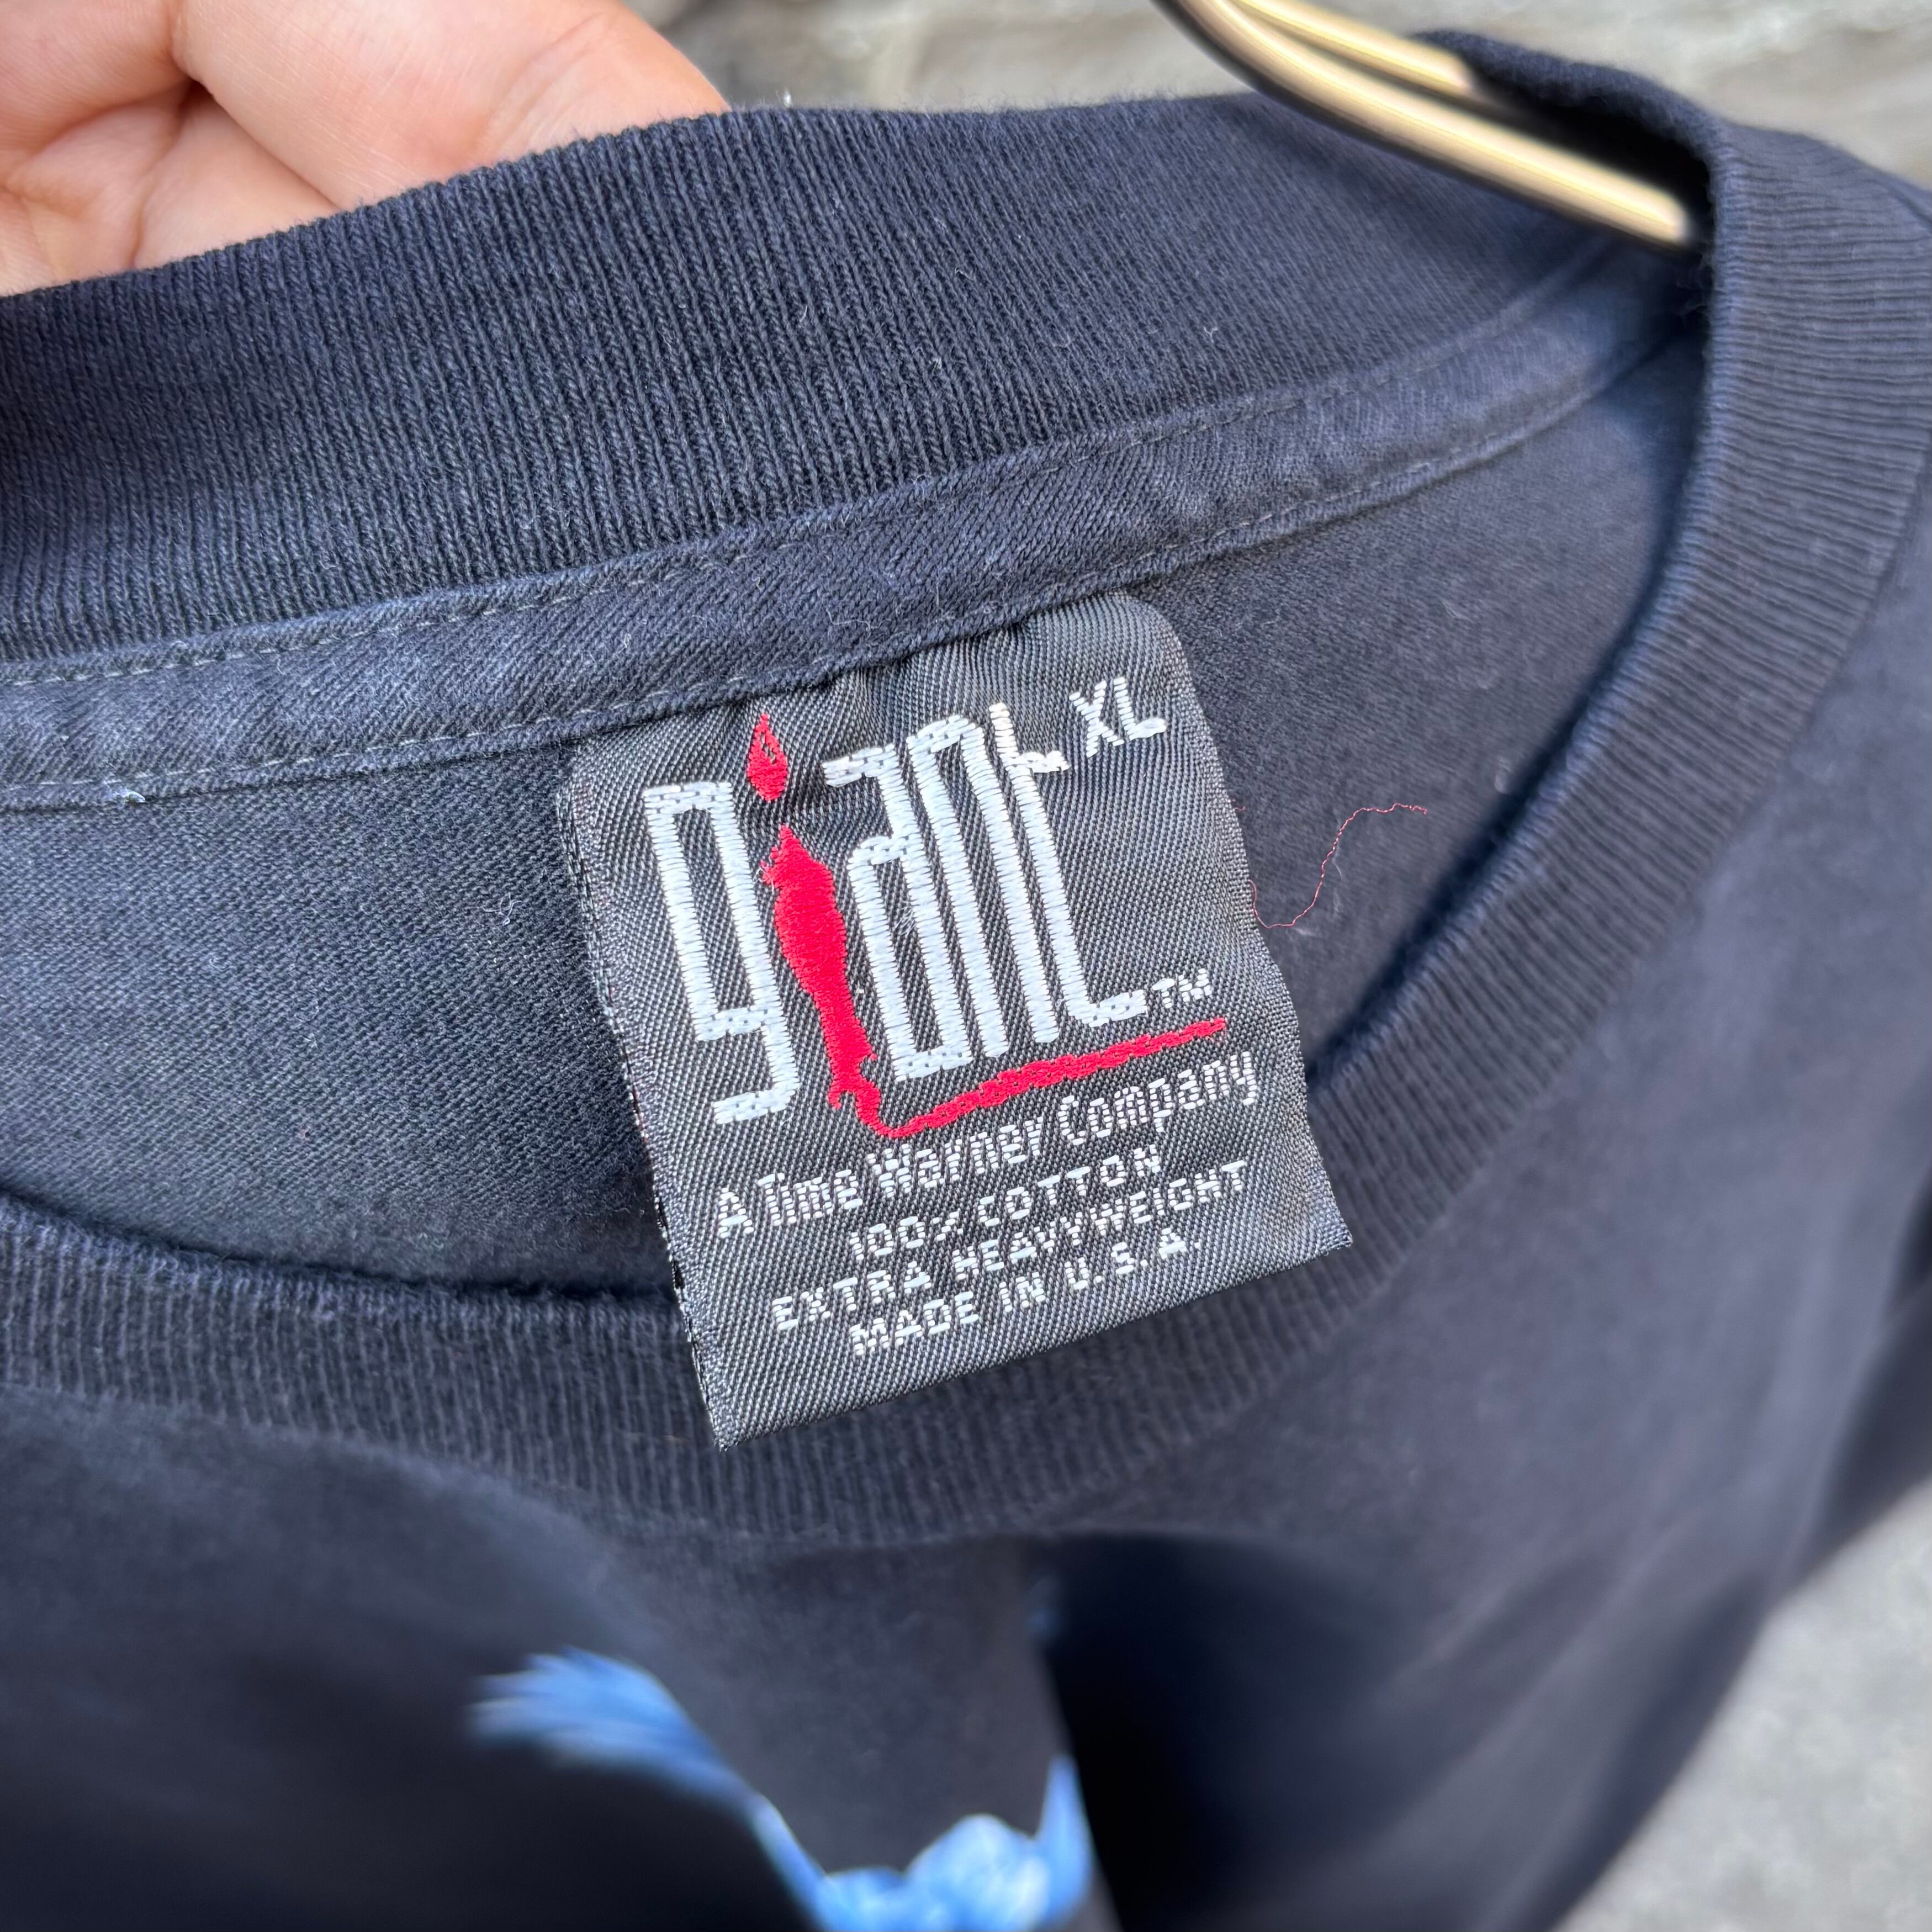 giant XL
TM
A Time Warner Company
100% COTTON
EXTRA HEAVYWEIGHT
MADE IN U.S.A.